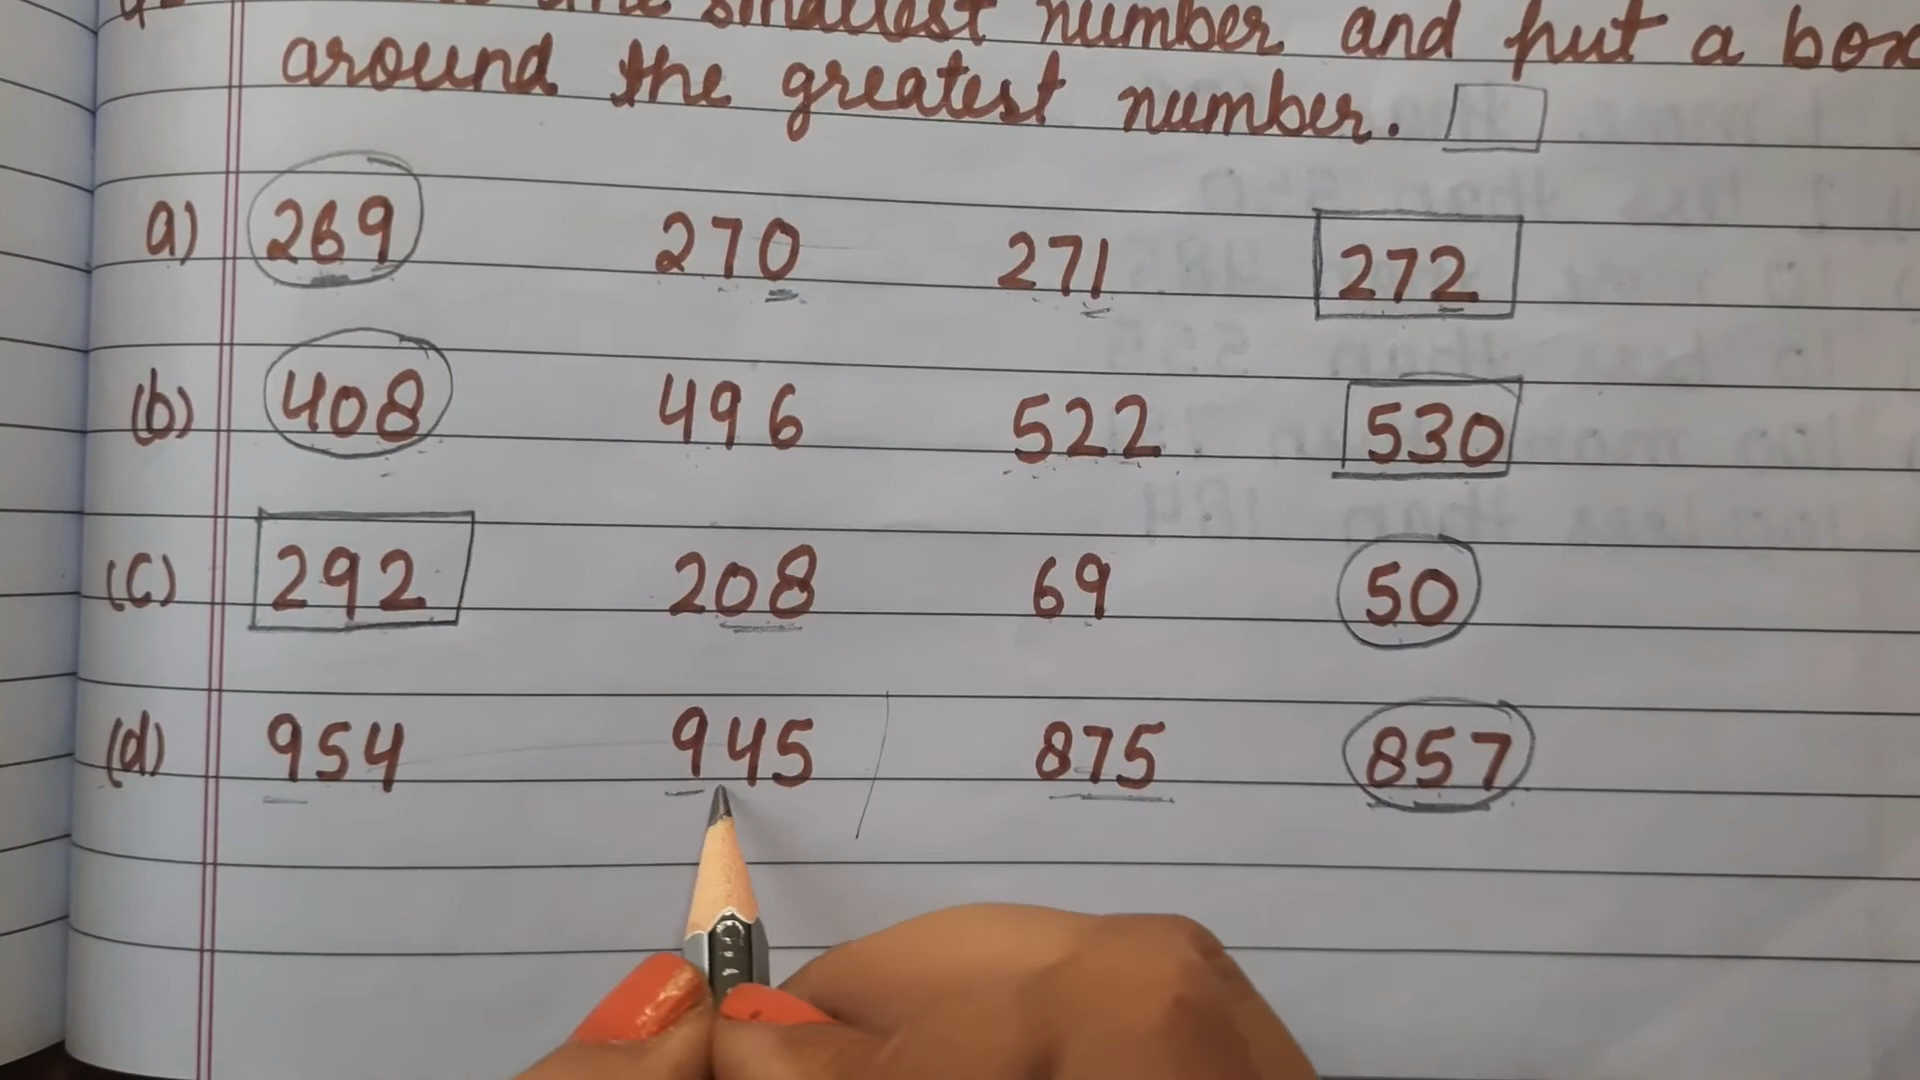 smallest number and put a box
around the greatest number.
a) 269 270 271 272
(b) 408 496 522 530
(c) 292 208 69 50
(d) 954 945 875 857